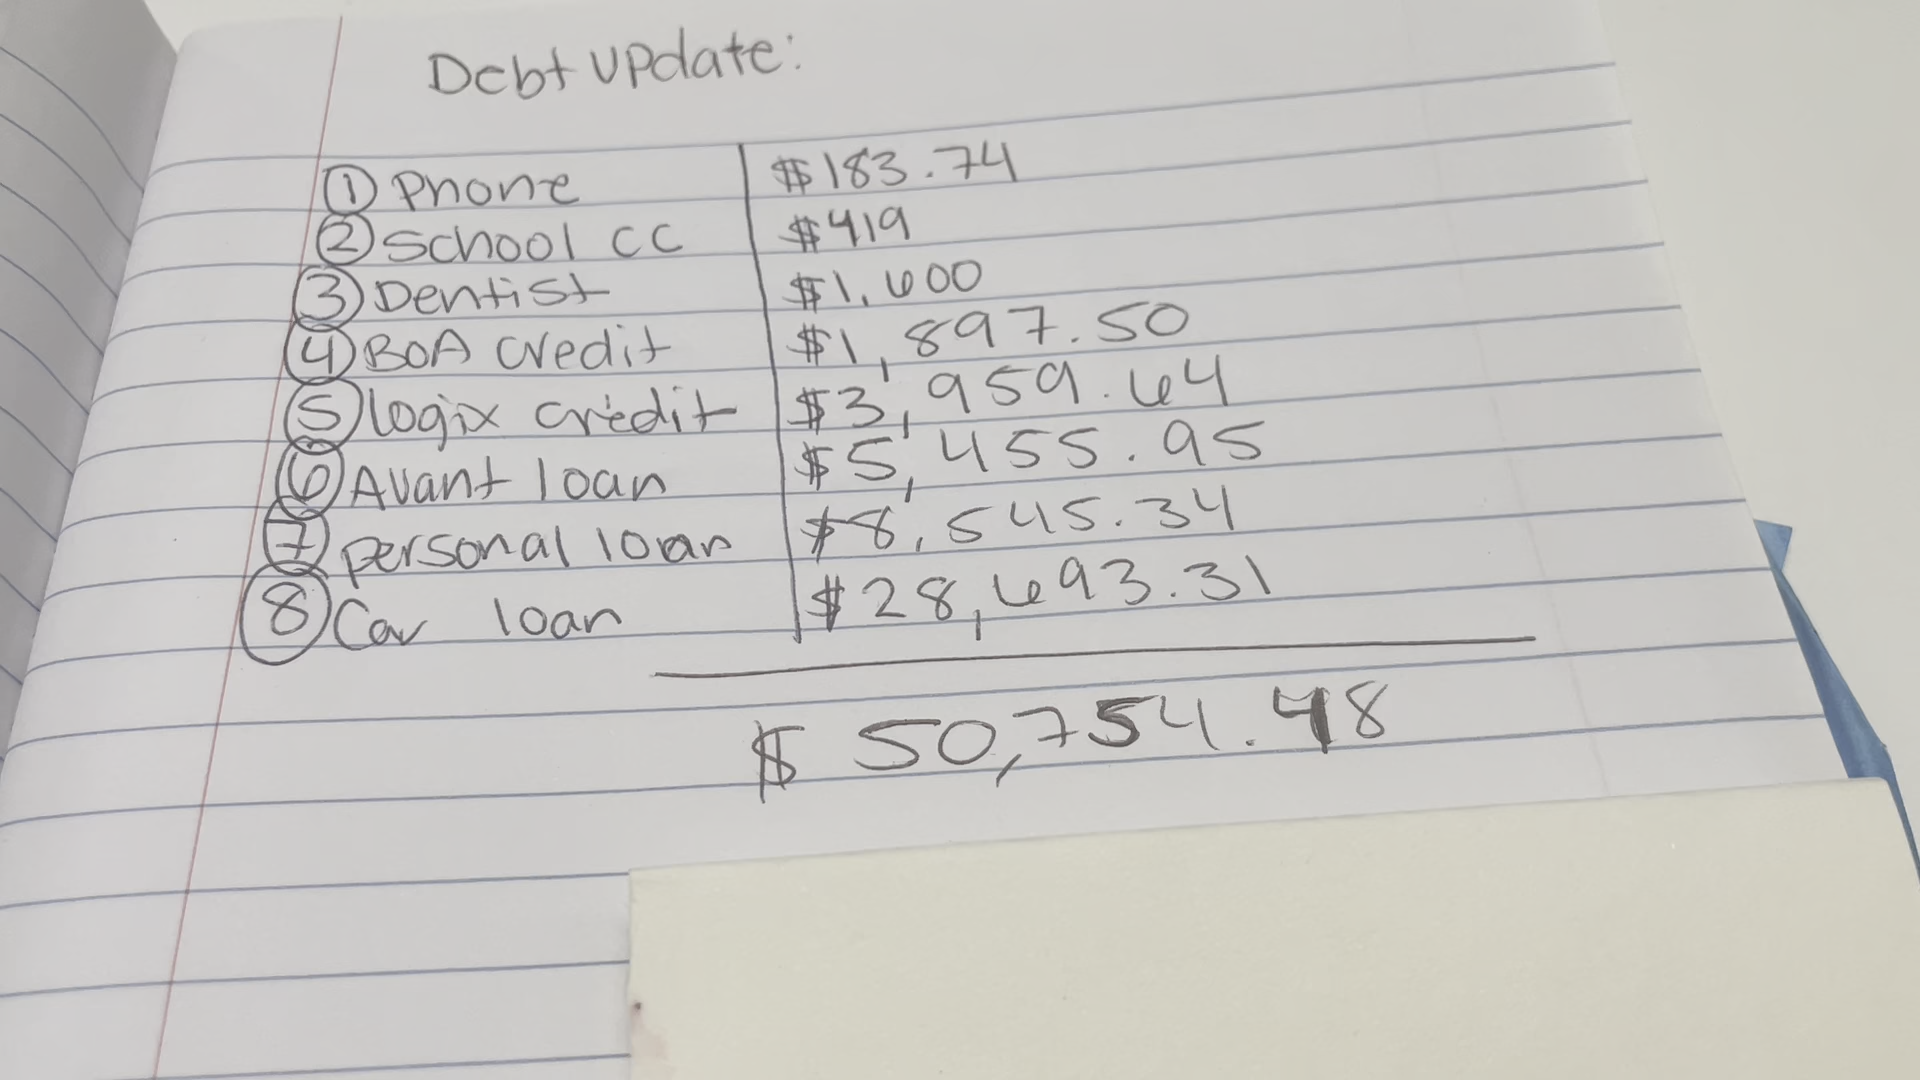 Debt update:
① Phone $183.74
② School CC $419
③ Dentist $1,600
④ BOA credit $1,897.50
⑤ logix credit $3,959.64
⑥ Avant loan $5,455.95
⑦ personal loan $8,545.34
⑧ Car loan $28,693.31
$50,754.48